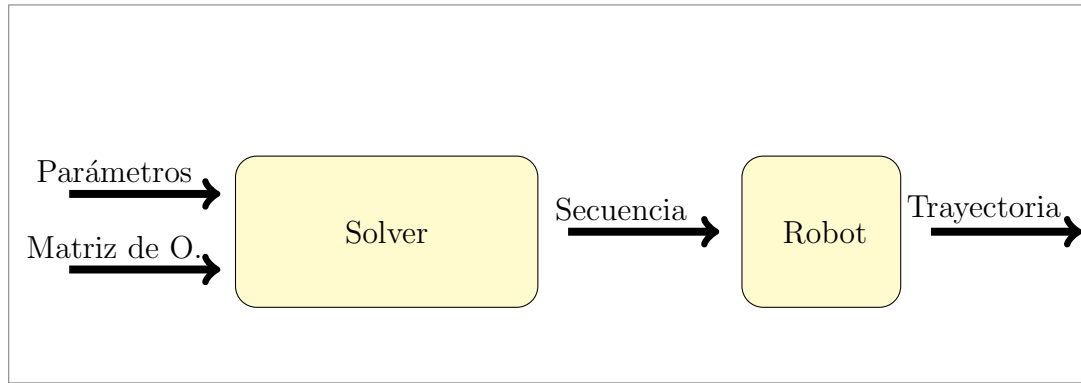 Parámetros
Matriz de O.
Solver
Secuencia
Robot
Trayectoria